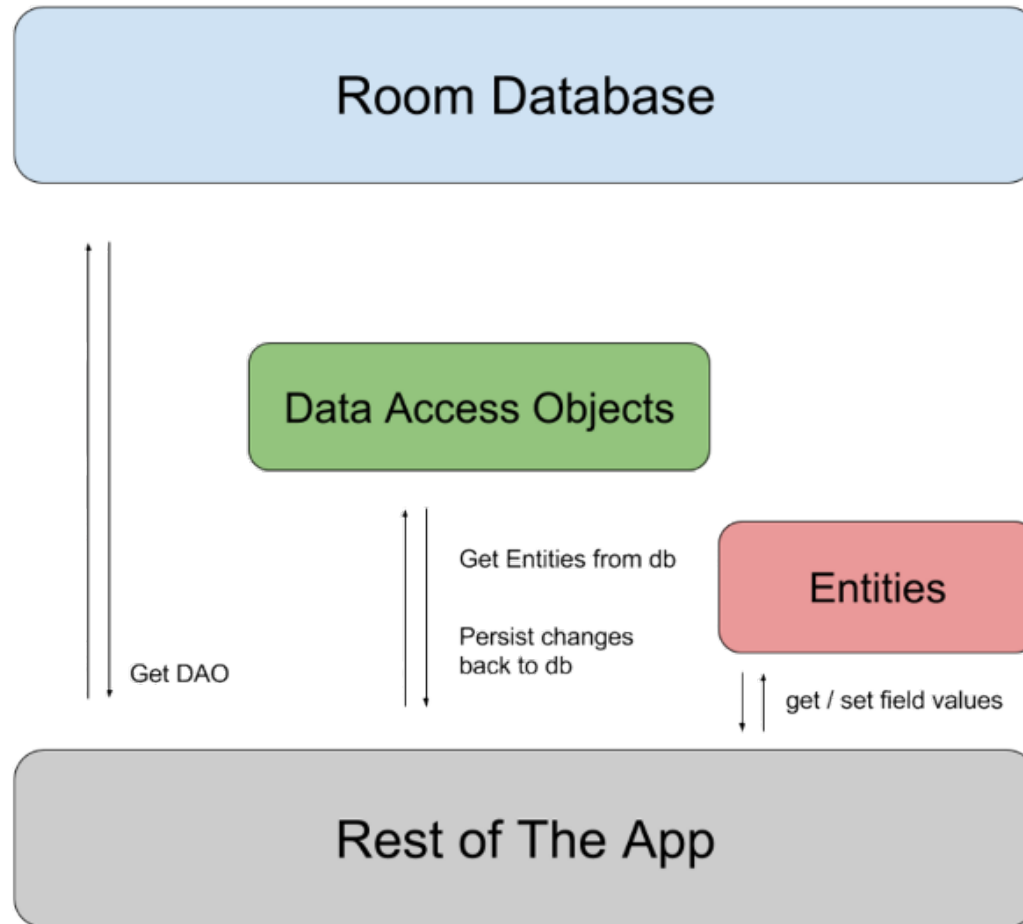 Room Database
Data Access Objects
Get Entities from db
Entities
Persist changes
back to db
Get DAO
get / set field values
Rest of The App